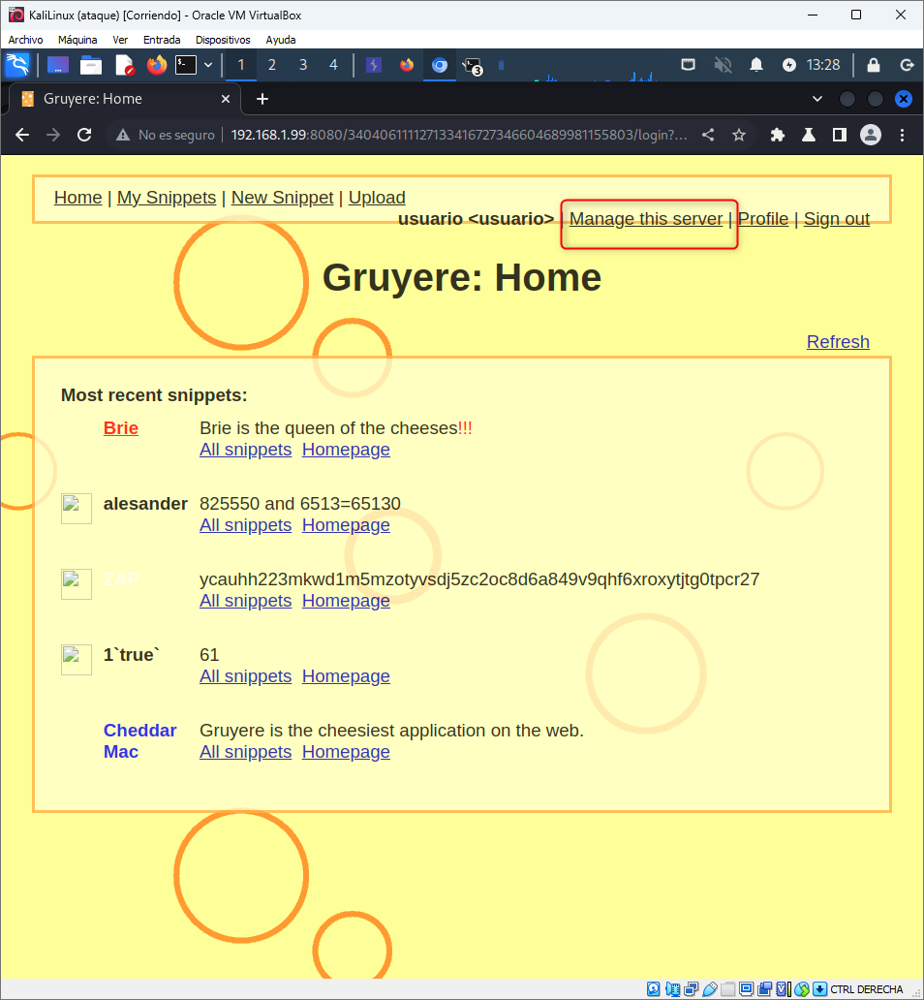 KaliLinux (ataque) [Corriendo] - Oracle VM VirtualBox
Archivo Máquina Ver Entrada Dispositivos Ayuda
1 2 3 4 3 13:28
Gruyere: Home
No es seguro 192.168.1.99:8080/340406111127133416727346604689981155803/login?...
Home | My Snippets | New Snippet | Upload
usuario <usuario> | Manage this server | Profile | Sign out
Gruyere: Home
Refresh
Most recent snippets:
Brie Brie is the queen of the cheeses!!!
All snippets Homepage
alesander 825550 and 6513=65130
All snippets Homepage
ZAP ycauhh223mkwd1m5mzotyvsdj5zc2oc8d6a849v9qhf6xroxytjtg0tpcr27
All snippets Homepage
1`true` 61
All snippets Homepage
Cheddar Gruyere is the cheesiest application on the web.
Mac All snippets Homepage
CTRL DERECHA